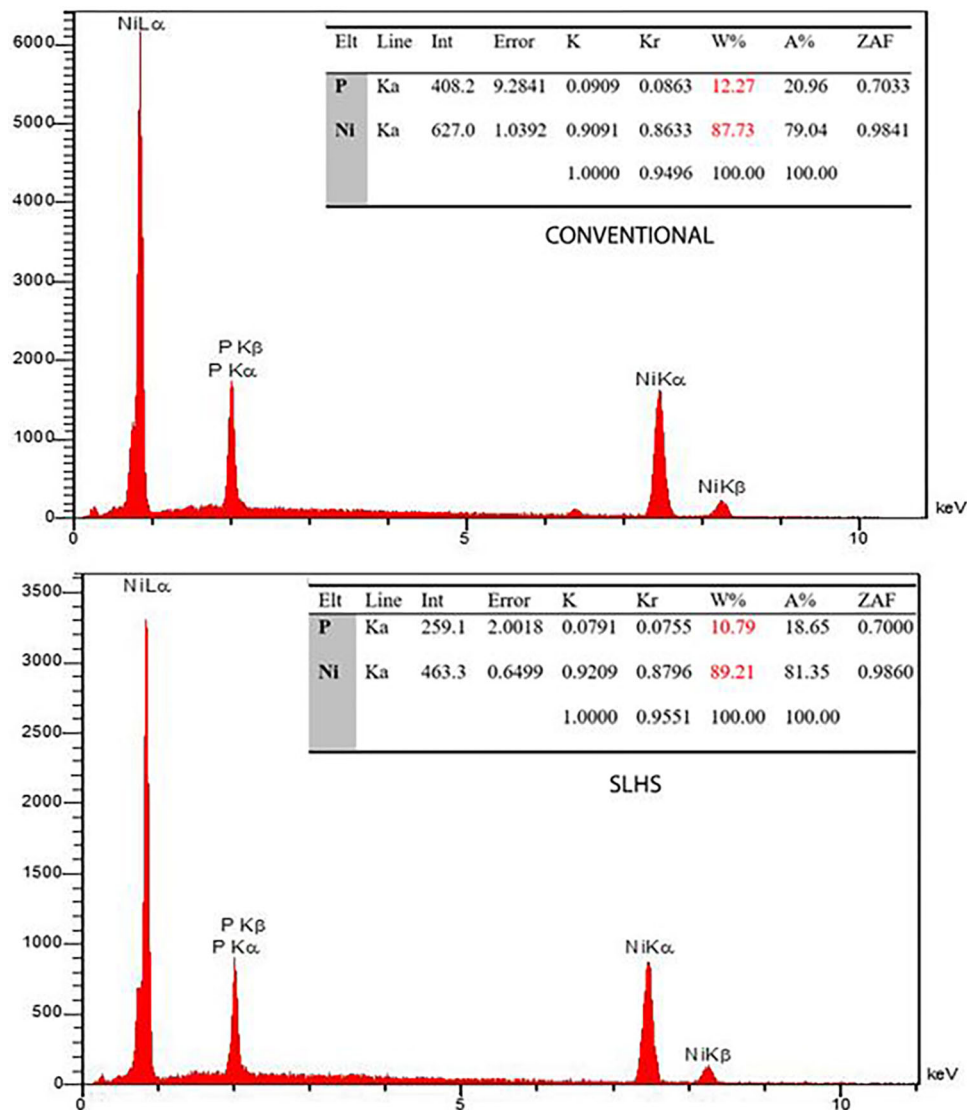 NiLα
6000
5000
4000
3000
2000
1000
0
Elt Line Int Error K Kr W% A% ZAF
P Ka 408.2 9.2841 0.0909 0.0863 12.27 20.96 0.7033
Ni Ka 627.0 1.0392 0.9091 0.8633 87.73 79.04 0.9841
1.0000 0.9496 100.00 100.00
CONVENTIONAL
P Kβ
P Kα
NiKα
NiKβ
0 5 10 keV
NiLα
3500
3000
2500
2000
1500
1000
500
0
Elt Line Int Error K Kr W% A% ZAF
P Ka 259.1 2.0018 0.0791 0.0755 10.79 18.65 0.7000
Ni Ka 463.3 0.6499 0.9209 0.8796 89.21 81.35 0.9860
1.0000 0.9551 100.00 100.00
SLHS
P Kβ
P Kα
NiKα
NiKβ
0 5 10 keV